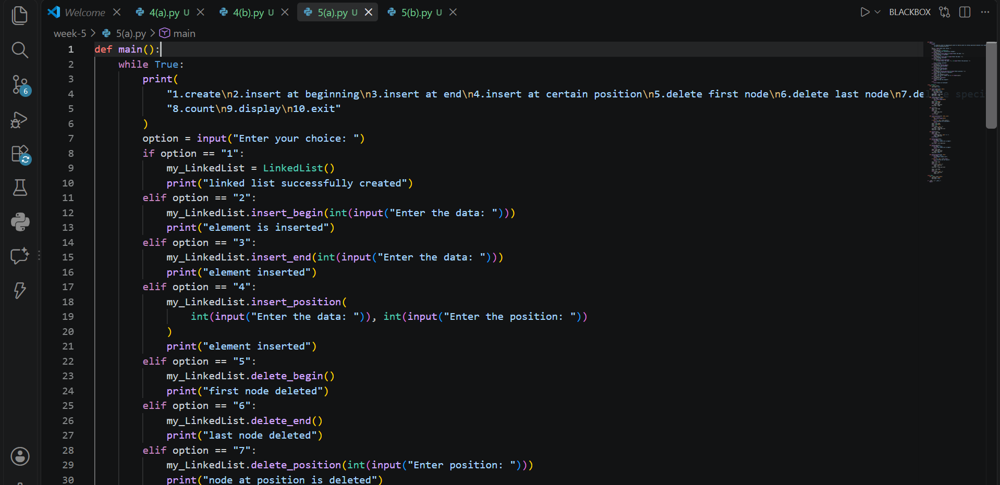 Welcome 4(a).py U 4(b).py U 5(a).py U 5(b).py U BLACKBOX
week-5 > 5(a).py > main
1 def main():
2 while True:
3 print(
4 "1.create\n2.insert at beginning\n3.insert at end\n4.insert at certain position\n5.delete first node\n6.delete last node\n7.delete speci
5 "8.count\n9.display\n10.exit"
6 )
7 option = input("Enter your choice: ")
8 if option == "1":
9 my_LinkedList = LinkedList()
10 print("linked list successfully created")
11 elif option == "2":
12 my_LinkedList.insert_begin(int(input("Enter the data: ")))
13 print("element is inserted")
14 elif option == "3":
15 my_LinkedList.insert_end(int(input("Enter the data: ")))
16 print("element inserted")
17 elif option == "4":
18 my_LinkedList.insert_position(
19 int(input("Enter the data: ")), int(input("Enter the position: "))
20 )
21 print("element inserted")
22 elif option == "5":
23 my_LinkedList.delete_begin()
24 print("first node deleted")
25 elif option == "6":
26 my_LinkedList.delete_end()
27 print("last node deleted")
28 elif option == "7":
29 my_LinkedList.delete_position(int(input("Enter position: ")))
30 print("node at position is deleted")
6